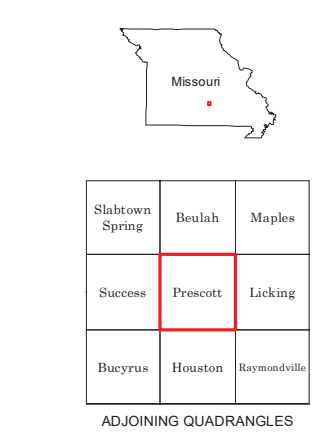 Missouri
Slabtown
Spring
Beulah
Maples
Success
Prescott
Licking
Bucyrus
Houston
Raymondville
ADJOINING QUADRANGLES